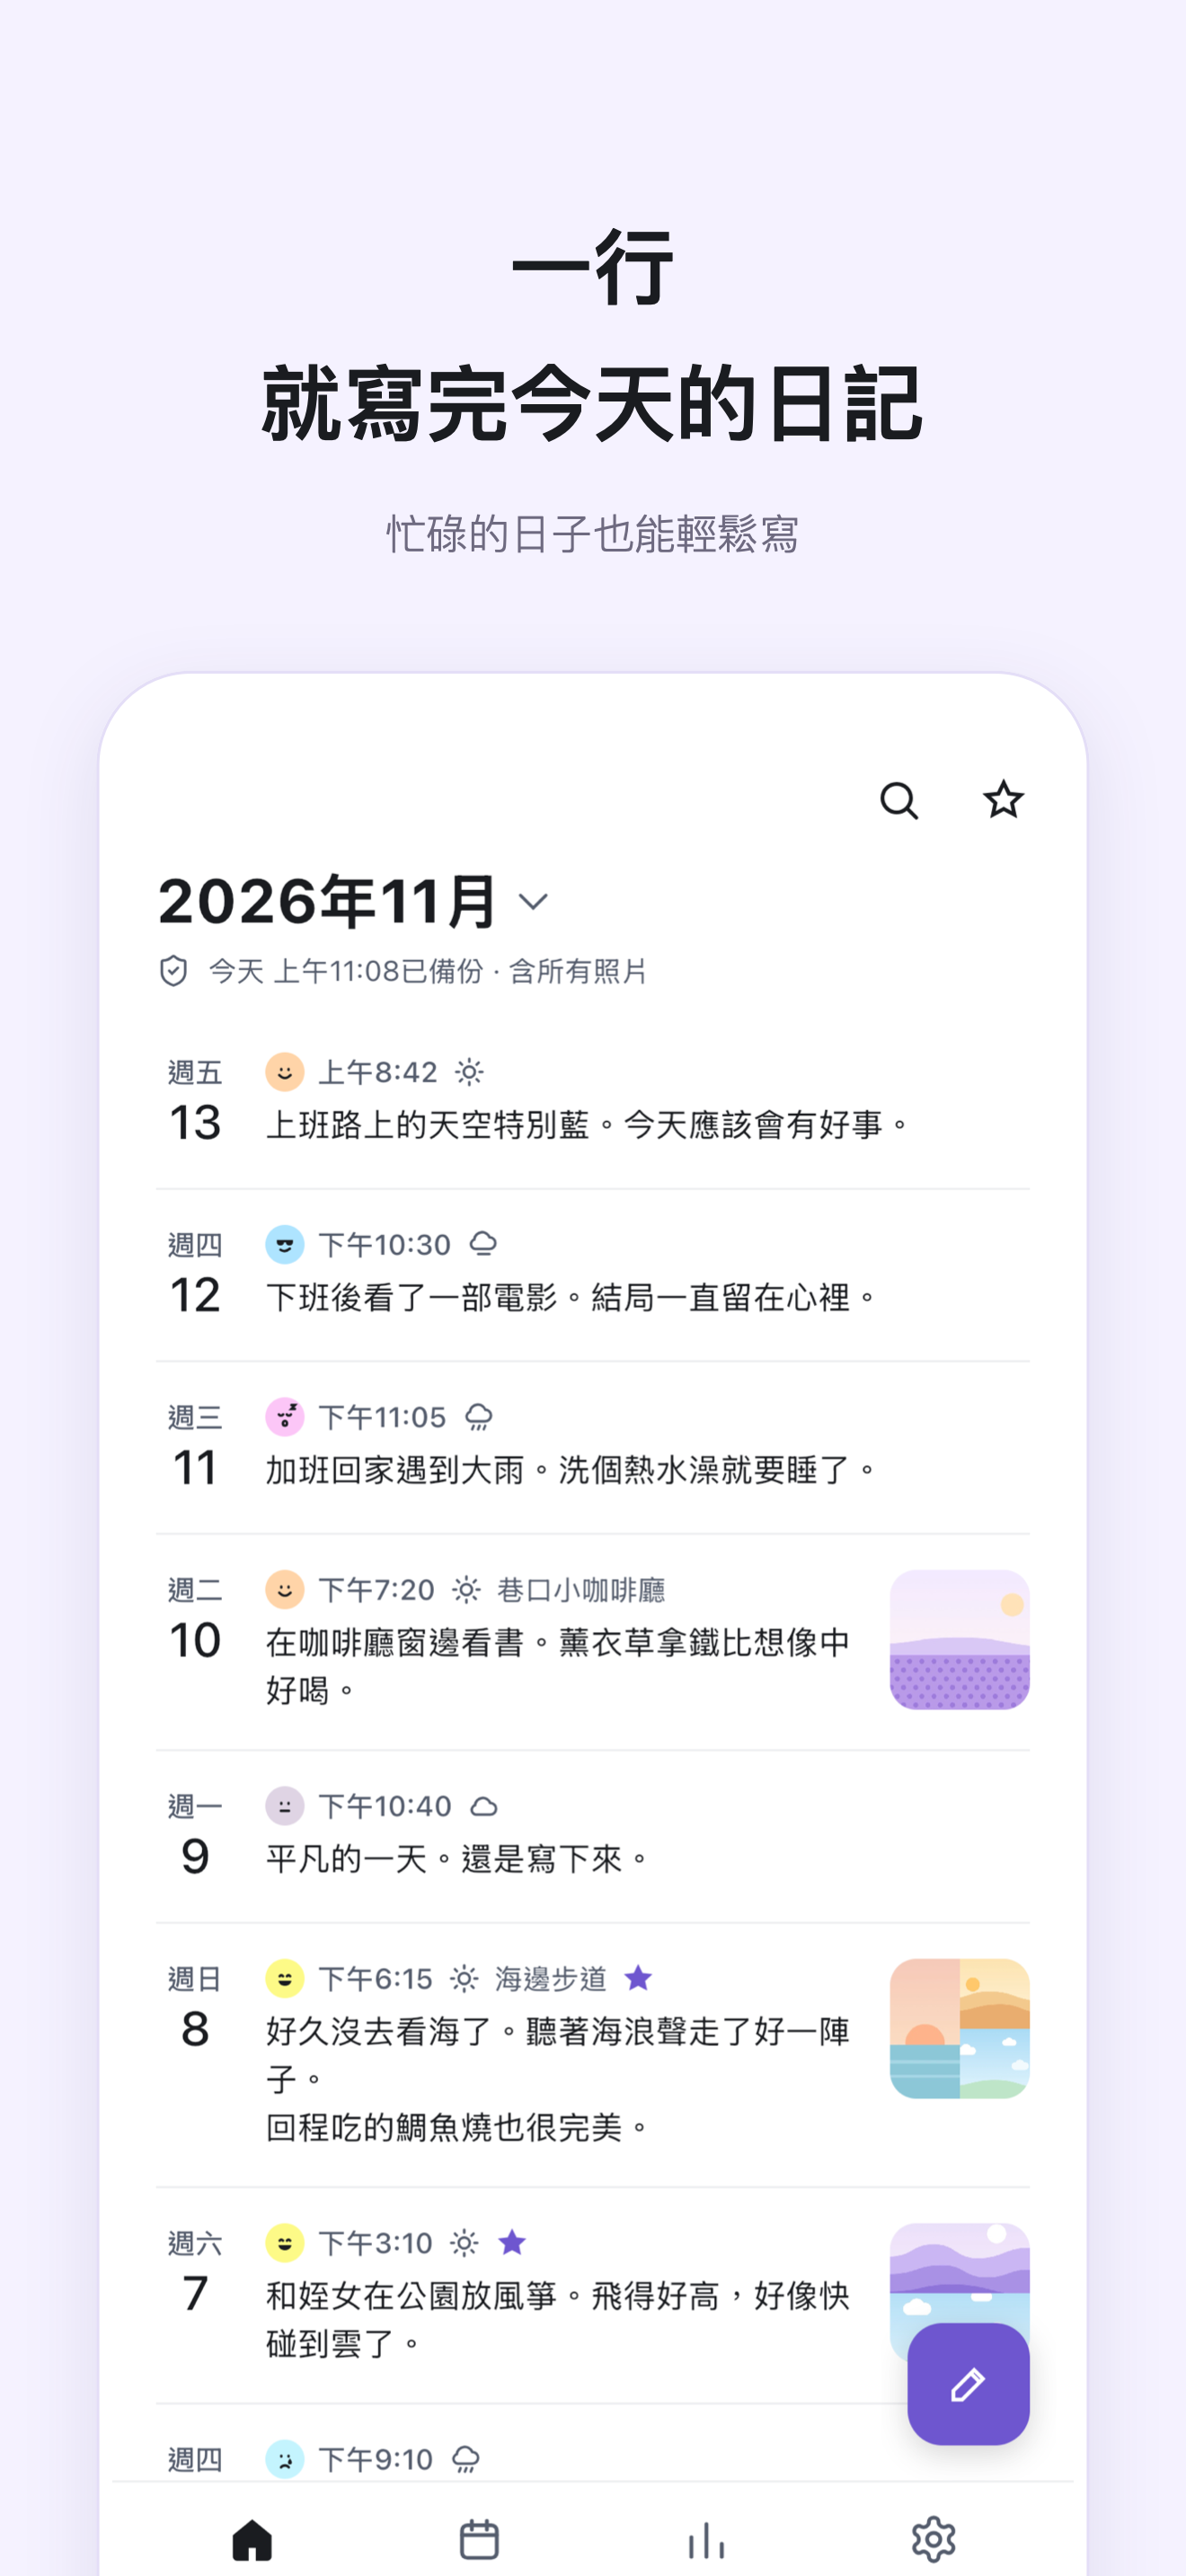 一行
就寫完今天的日記
忙碌的日子也能輕鬆寫
2026年11月
今天 上午11:08已備份 · 含所有照片
週五
上午8:42
13
上班路上的天空特別藍。今天應該會有好事。
週四
下午10:30
12
下班後看了一部電影。結局一直留在心裡。
週三
下午11:05
11
加班回家遇到大雨。洗個熱水澡就要睡了。
週二
下午7:20 巷口小咖啡廳
10
在咖啡廳窗邊看書。薰衣草拿鐵比想像中
好喝。
週一
下午10:40
9
平凡的一天。還是寫下來。
週日
下午6:15 海邊步道
8
好久沒去看海了。聽著海浪聲走了好一陣
子。
回程吃的鯛魚燒也很完美。
週六
下午3:10
7
和姪女在公園放風箏。飛得好高，好像快
碰到雲了。
週四
下午9:10